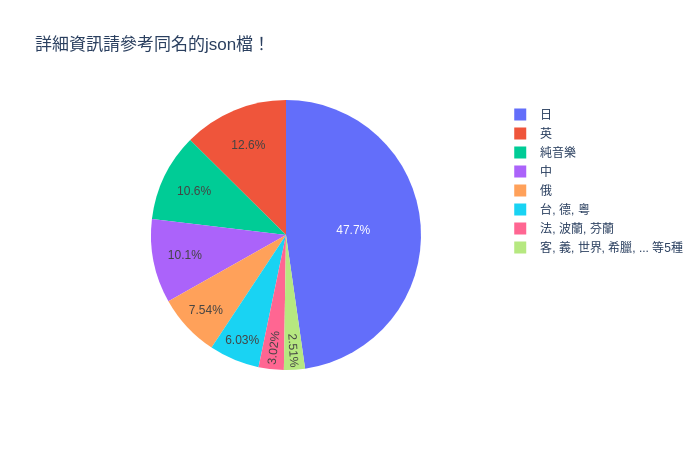 詳細資訊請參考同名的json檔！
日
英
純音樂
中
俄
台, 德, 粵
法, 波蘭, 芬蘭
客, 義, 世界, 希臘, ... 等5種
47.7%
12.6%
10.6%
10.1%
7.54%
6.03%
3.02%
2.51%